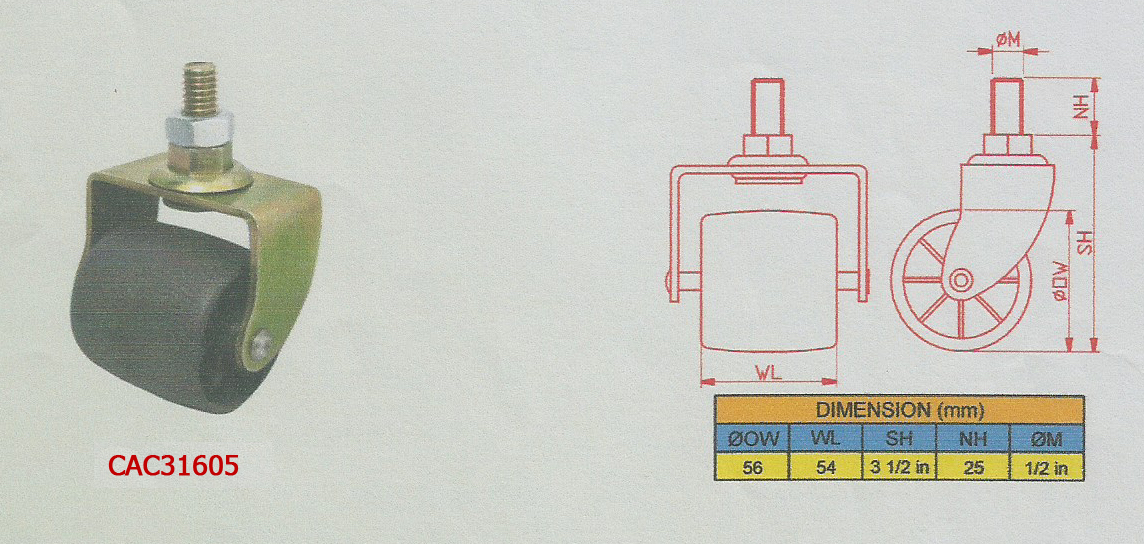 ØM
NH
SH
Ø□W
WL
DIMENSION (mm)
ØOW WL SH NH ØM
56 54 3 1/2 in 25 1/2 in
CAC31605